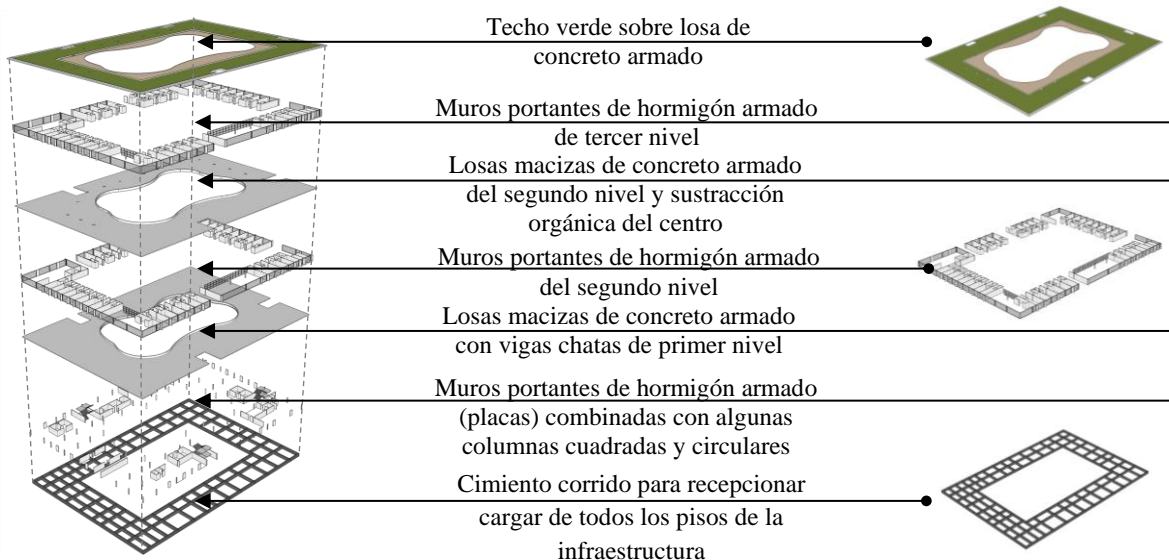 Techo verde sobre losa de
concreto armado
Muros portantes de hormigón armado
de tercer nivel
Losas macizas de concreto armado
del segundo nivel y sustracción
orgánica del centro
Muros portantes de hormigón armado
del segundo nivel
Losas macizas de concreto armado
con vigas chatas de primer nivel
Muros portantes de hormigón armado
(placas) combinadas con algunas
columnas cuadradas y circulares
Cimiento corrido para recepcionar
cargar de todos los pisos de la
infraestructura